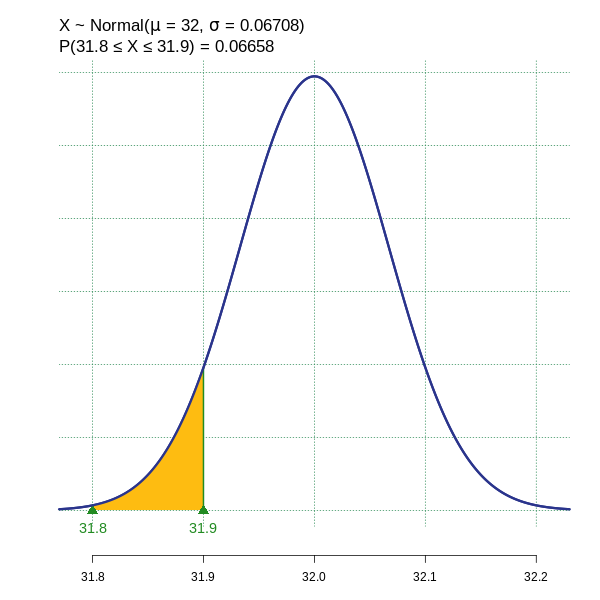 X ~ Normal(μ = 32, σ = 0.06708)
P(31.8 ≤ X ≤ 31.9) = 0.06658
31.8 31.9
31.8 31.9 32.0 32.1 32.2